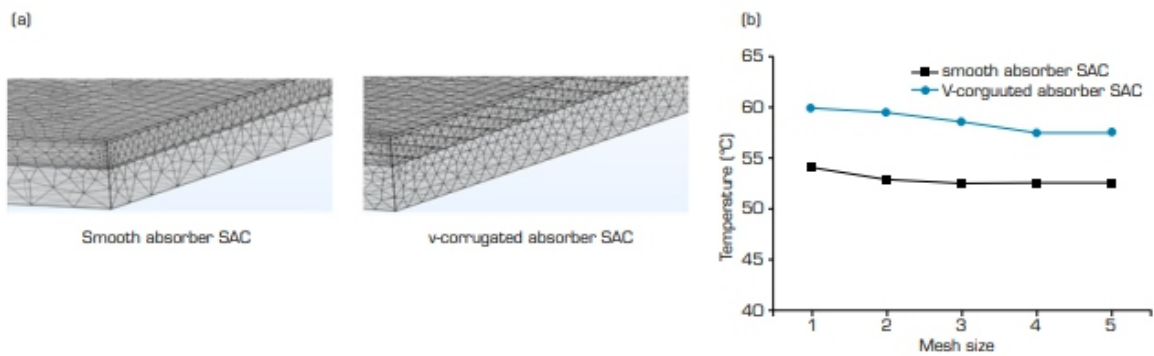 (a)
Smooth absorber SAC
v-corrugated absorber SAC
(b)
65
60
55
50
45
40
Temperature (°C)
smooth absorber SAC
V-corguuted absorber SAC
1 2 3 4 5
Mesh size